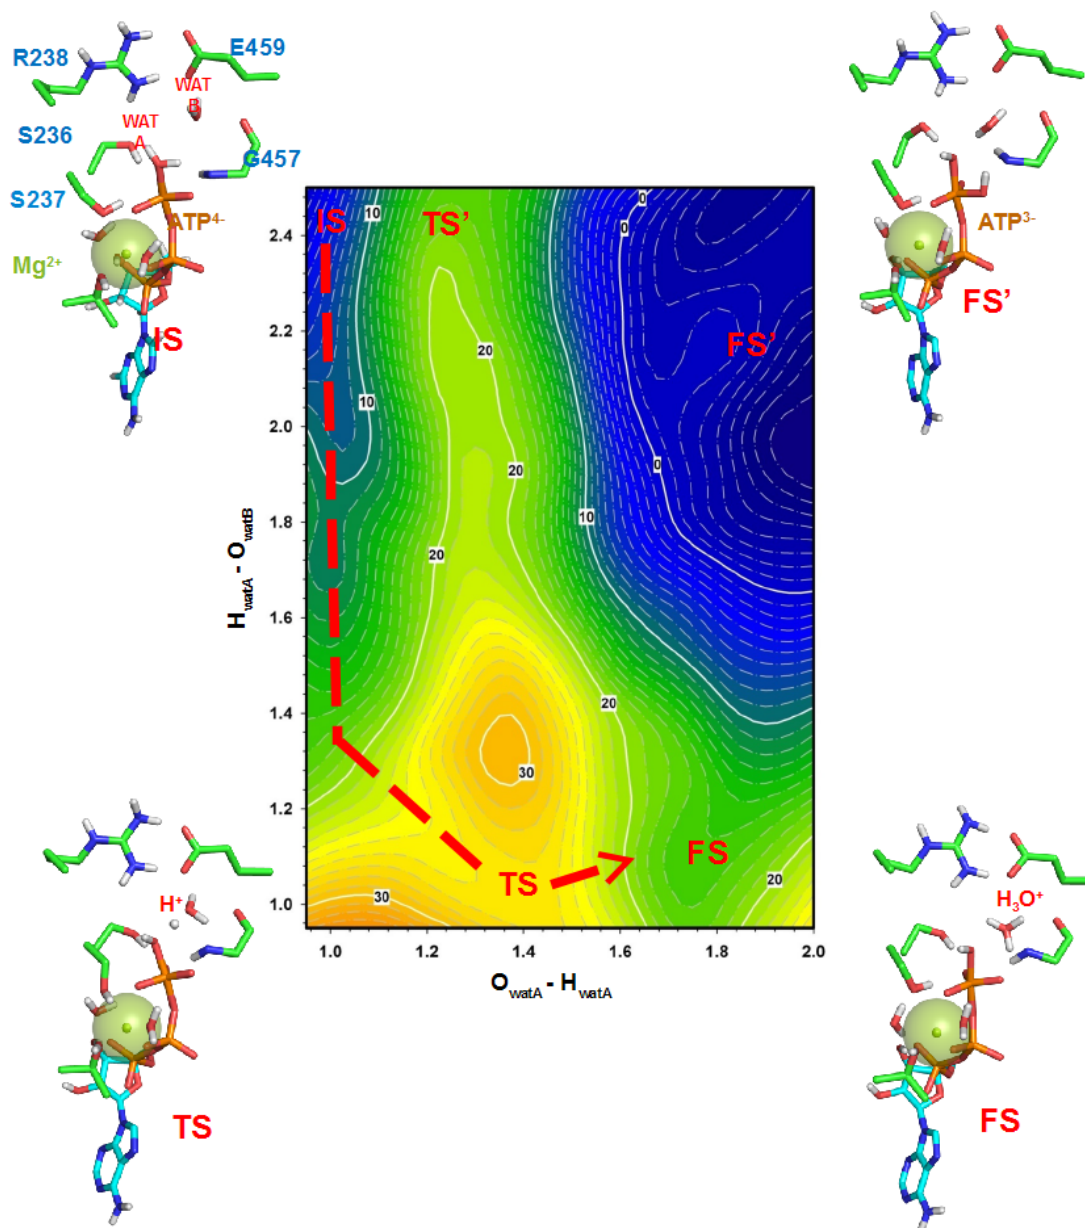 R238
E459
WAT
B
WAT
A
S236
G457
S237
ATP4-
Mg2+
IS
ATP3-
FS'
IS
10
TS'
0
0
20
FS'
10
20
0
10
20
20
30
FS
TS
30
20
2.4
2.2
2.0
1.8
1.6
1.4
1.2
1.0
HwatA - OwatB
1.0
1.2
1.4
1.6
1.8
2.0
OwatA - HwatA
H+
TS
H3O+
FS